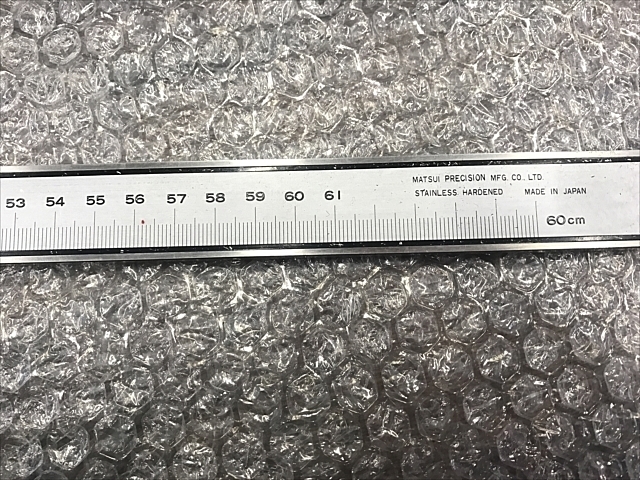 MATSUI PRECISION MFG. CO., LTD.
STAINLESS HARDENED MADE IN JAPAN
53 54 55 56 57 58 59 60 61
60cm